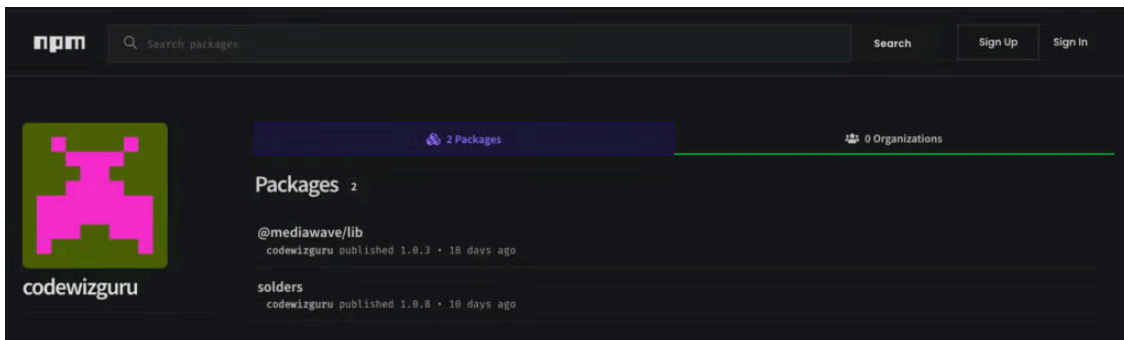 npm Search packages Search Sign Up Sign In
2 Packages 0 Organizations
Packages 2
@mediawave/lib
codewizguru published 1.0.3 • 18 days ago
codewizguru
solders
codewizguru published 1.0.8 • 10 days ago